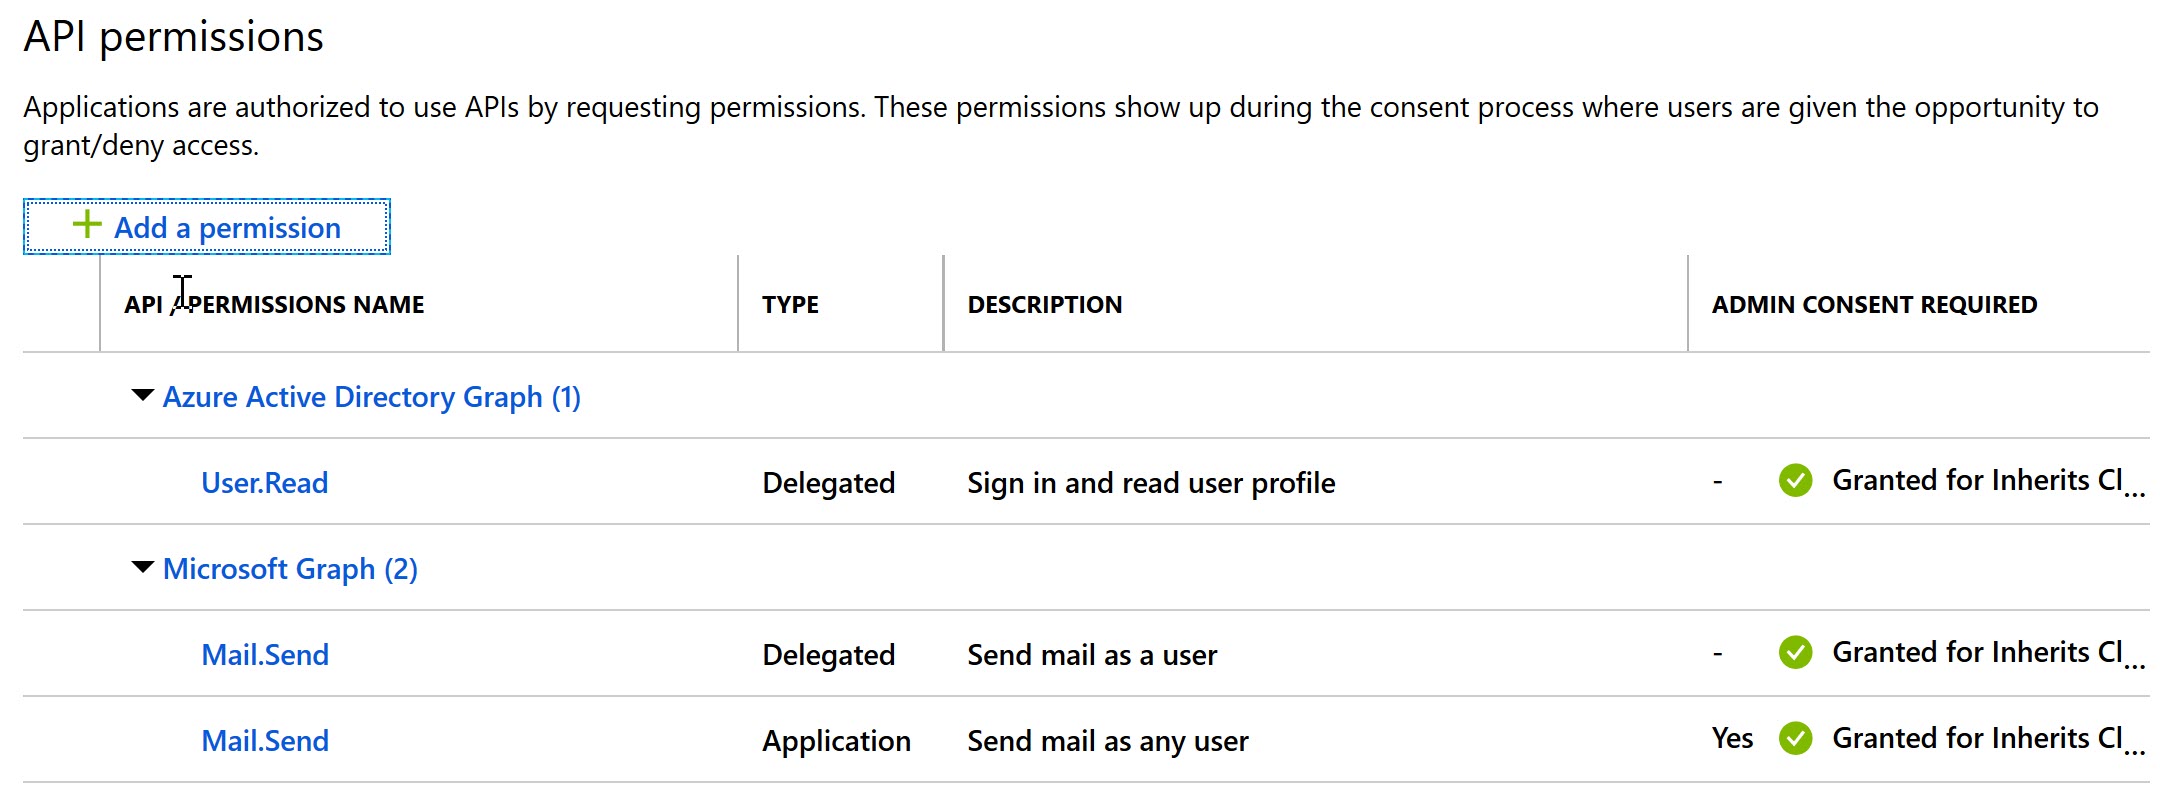 API permissions
Applications are authorized to use APIs by requesting permissions. These permissions show up during the consent process where users are given the opportunity to
grant/deny access.
+ Add a permission
API / PERMISSIONS NAME TYPE DESCRIPTION ADMIN CONSENT REQUIRED
Azure Active Directory Graph (1)
User.Read Delegated Sign in and read user profile - Granted for Inherits Cl...
Microsoft Graph (2)
Mail.Send Delegated Send mail as a user - Granted for Inherits Cl...
Mail.Send Application Send mail as any user Yes Granted for Inherits Cl...